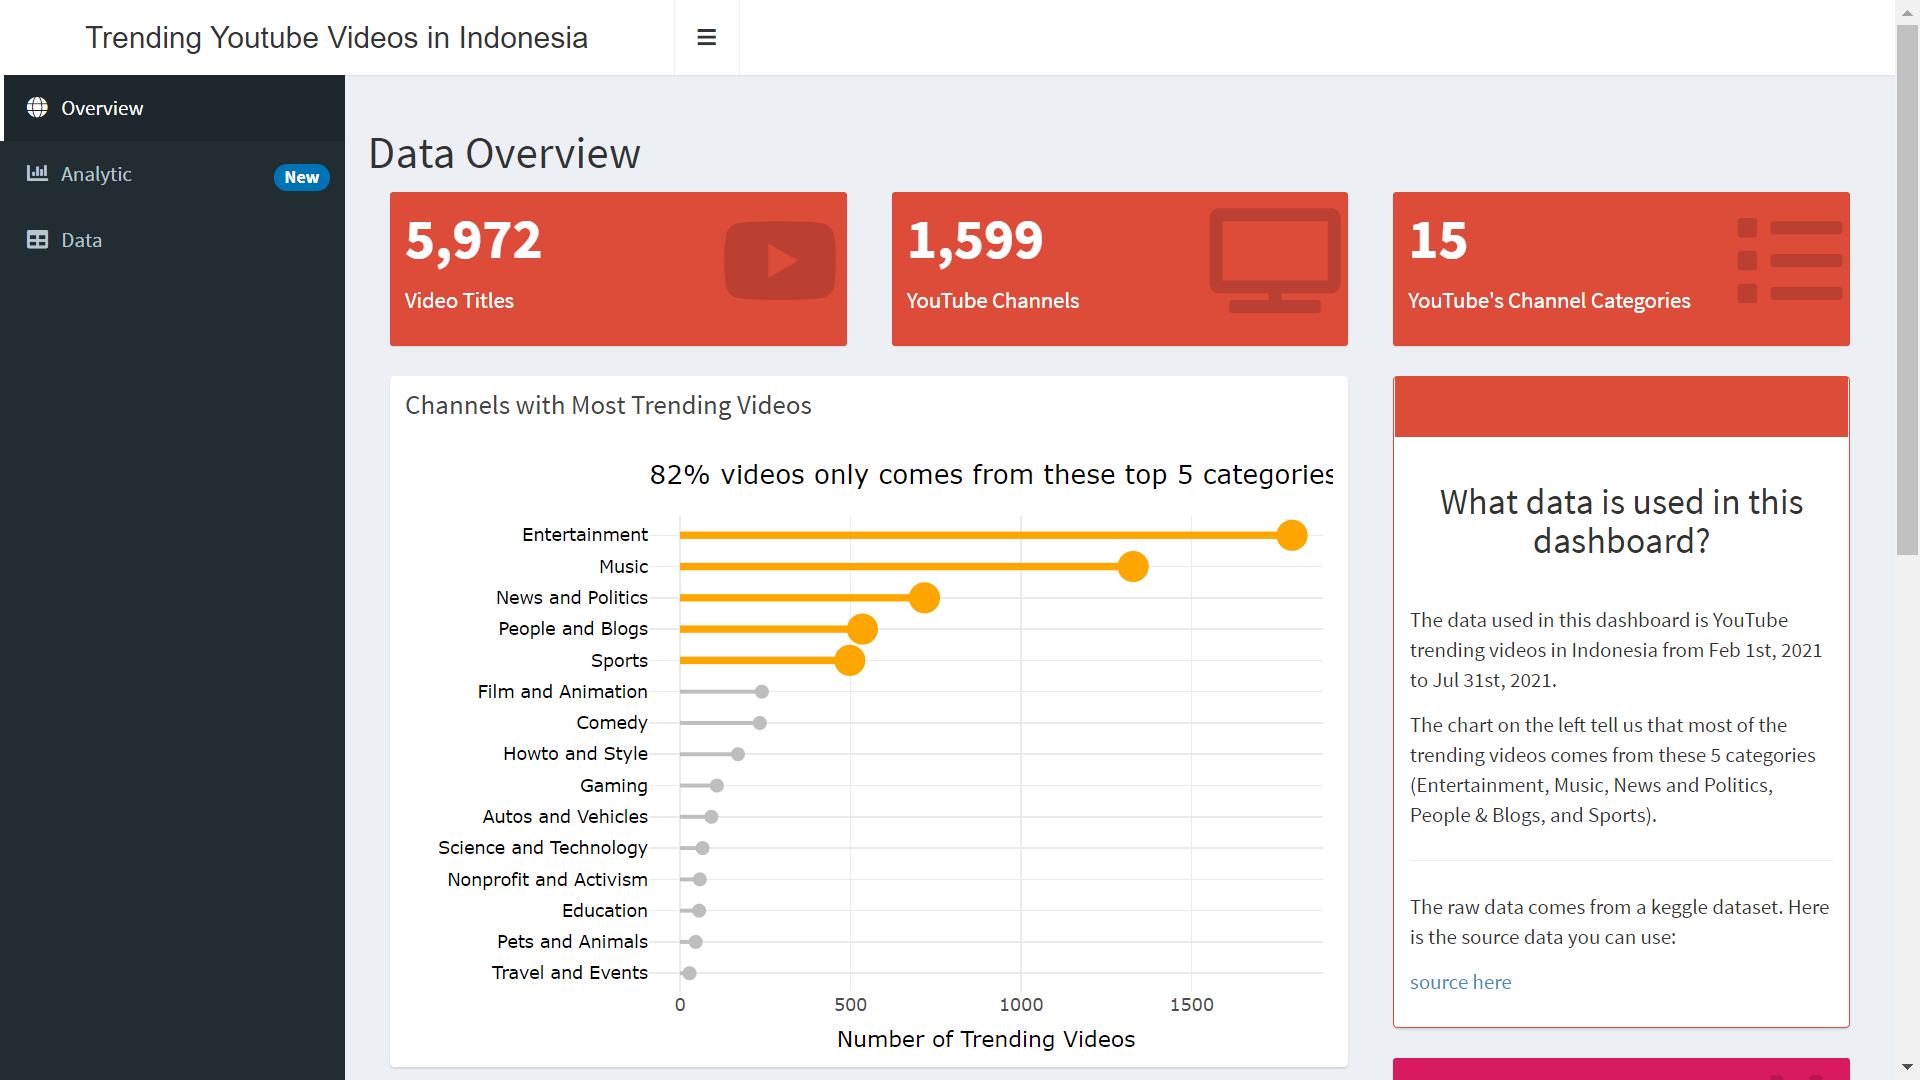 Trending Youtube Videos in Indonesia
Overview
Analytic
New
Data
Data Overview
5,972
Video Titles
1,599
YouTube Channels
15
YouTube's Channel Categories
Channels with Most Trending Videos
82% videos only comes from these top 5 categories
Entertainment
Music
News and Politics
People and Blogs
Sports
Film and Animation
Comedy
Howto and Style
Gaming
Autos and Vehicles
Science and Technology
Nonprofit and Activism
Education
Pets and Animals
Travel and Events
0 500 1000 1500
Number of Trending Videos
What data is used in this
dashboard?
The data used in this dashboard is YouTube
trending videos in Indonesia from Feb 1st, 2021
to Jul 31st, 2021.
The chart on the left tell us that most of the
trending videos comes from these 5 categories
(Entertainment, Music, News and Politics,
People & Blogs, and Sports).
The raw data comes from a keggle dataset. Here
is the source data you can use:
source here